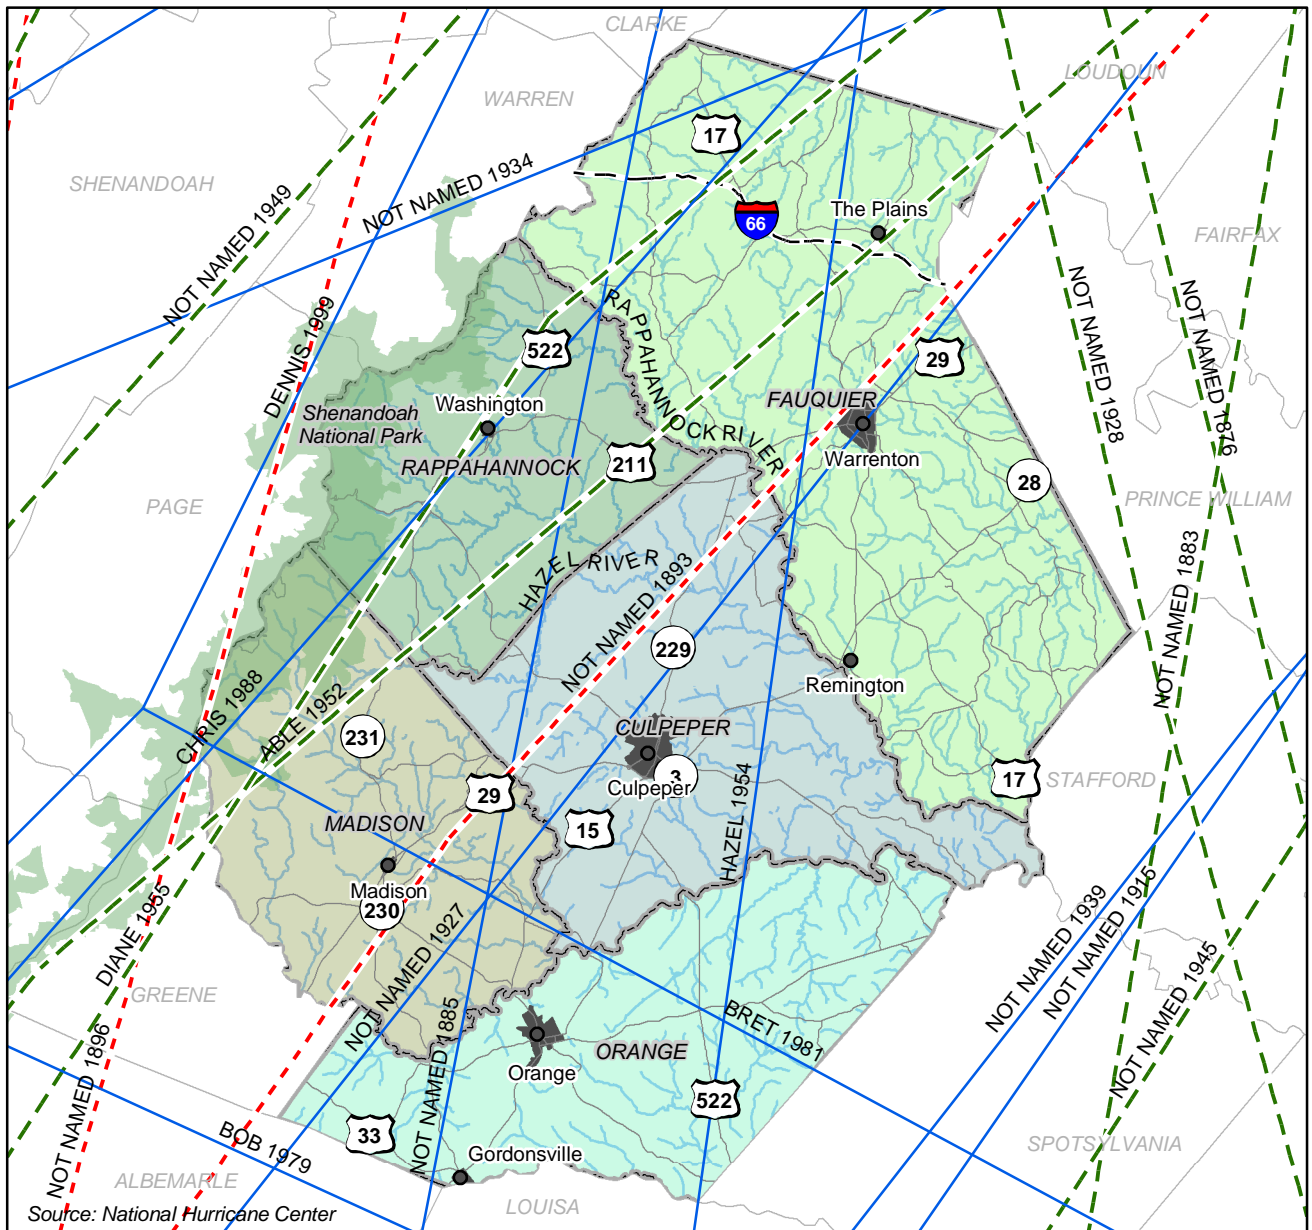 CLARKE
WARREN
LOUDOUN
17
SHENANDOAH
NOT NAMED 1934
NOT NAMED 1949
66
The Plains
FAIRFAX
DENNIS 1999
RAPPAHANNOCK RIVER
NOT NAMED 1928
NOT NAMED 1876
522
29
Shenandoah
National Park
Washington
FAUQUIER
RAPPAHANNOCK
211
Warrenton
28
PAGE
PRINCE WILLIAM
HAZEL RIVER
NOT NAMED 1893
NOT NAMED 1883
229
Remington
CHRIS 1988
ABLE 1952
231
CULPEPER
3
Culpeper
29
17
STAFFORD
15
MADISON
HAZEL 1954
Madison
230
DIANE 1955
NOT NAMED 1927
NOT NAMED 1939
NOT NAMED 1915
NOT NAMED 1945
GREENE
NOT NAMED 1885
BRET 1981
ORANGE
Orange
NOT NAMED 1896
522
33
BOB 1979
Gordonsville
SPOTSYLVANIA
ALBEMARLE
LOUISA
Source: National Hurricane Center